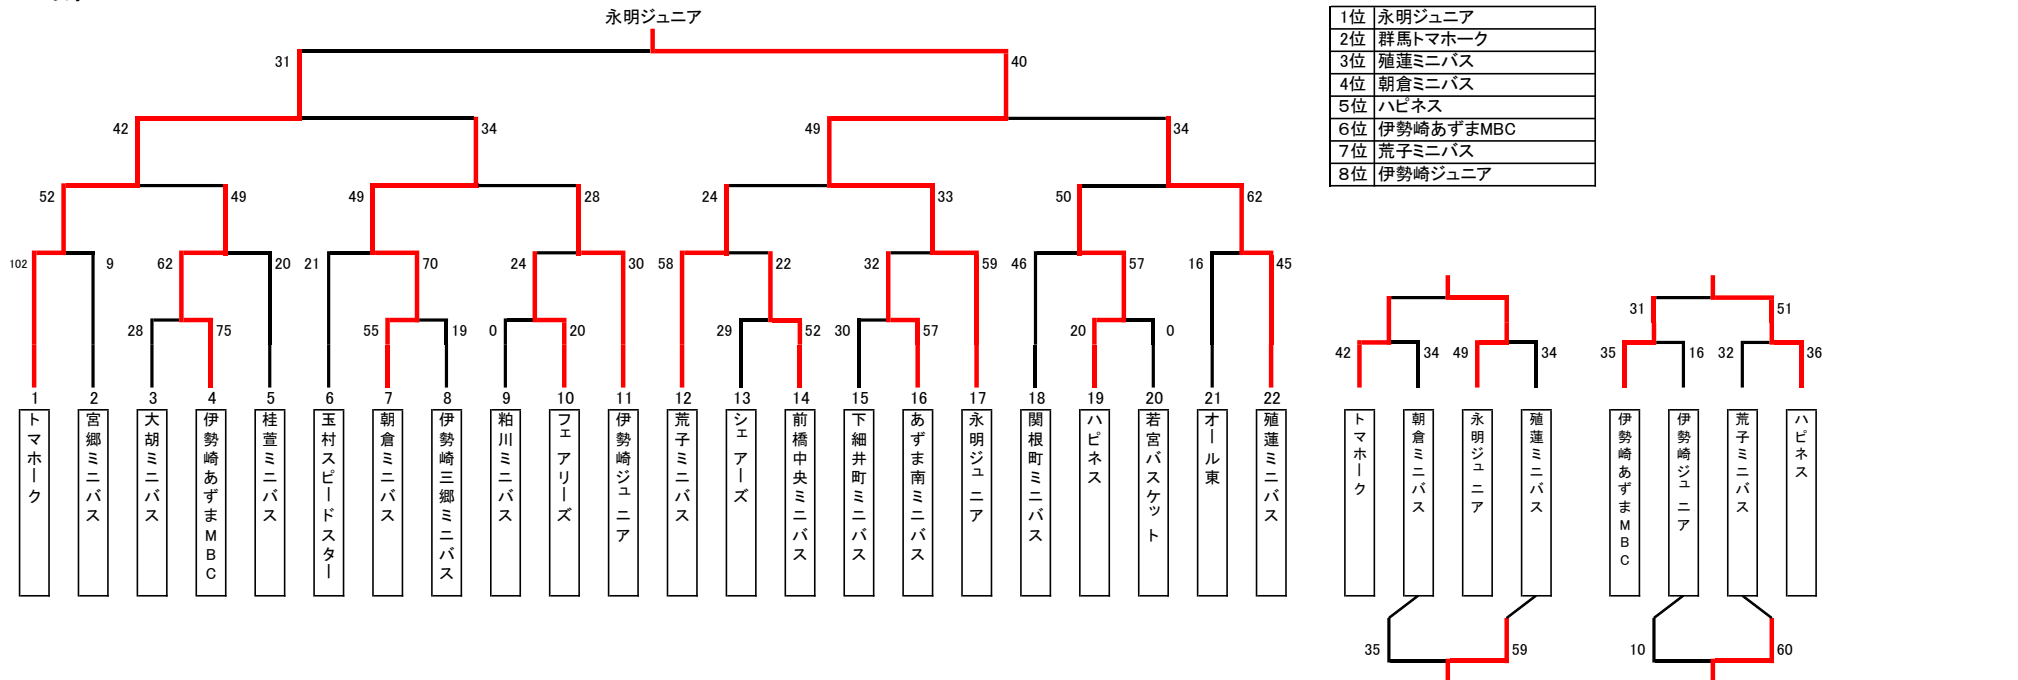 永明ジュニア
1位 永明ジュニア
2位 群馬トマホーク
3位 殖蓮ミニバス
4位 朝倉ミニバス
5位 ハピネス
6位 伊勢崎あずまMBC
7位 荒子ミニバス
8位 伊勢崎ジュニア
31 40
42 34 49 34
52 49 49 28 24 33 50 62
102 9 62 20 21 70 24 30 58 22 32 59 46 57 16 45
28 75 55 19 0 20 29 52 30 57 20 0
31 51
42 34 49 34 35 16 32 36
1 2 3 4 5 6 7 8 9 10 11 12 13 14 15 16 17 18 19 20 21 22
トマホーク
宮郷ミニバス
大胡ミニバス
伊勢崎あずまMBC
桂萱ミニバス
玉村スピードスター
朝倉ミニバス
伊勢崎三郷ミニバス
粕川ミニバス
フェアリーズ
伊勢崎ジュニア
荒子ミニバス
シェアーズ
前橋中央ミニバス
下細井町ミニバス
あずま南ミニバス
永明ジュニア
関根町ミニバス
ハピネス
若宮バスケット
オール東
殖蓮ミニバス
トマホーク
朝倉ミニバス
永明ジュニア
殖蓮ミニバス
伊勢崎あずまMBC
伊勢崎ジュニア
荒子ミニバス
ハピネス
35 59 10 60